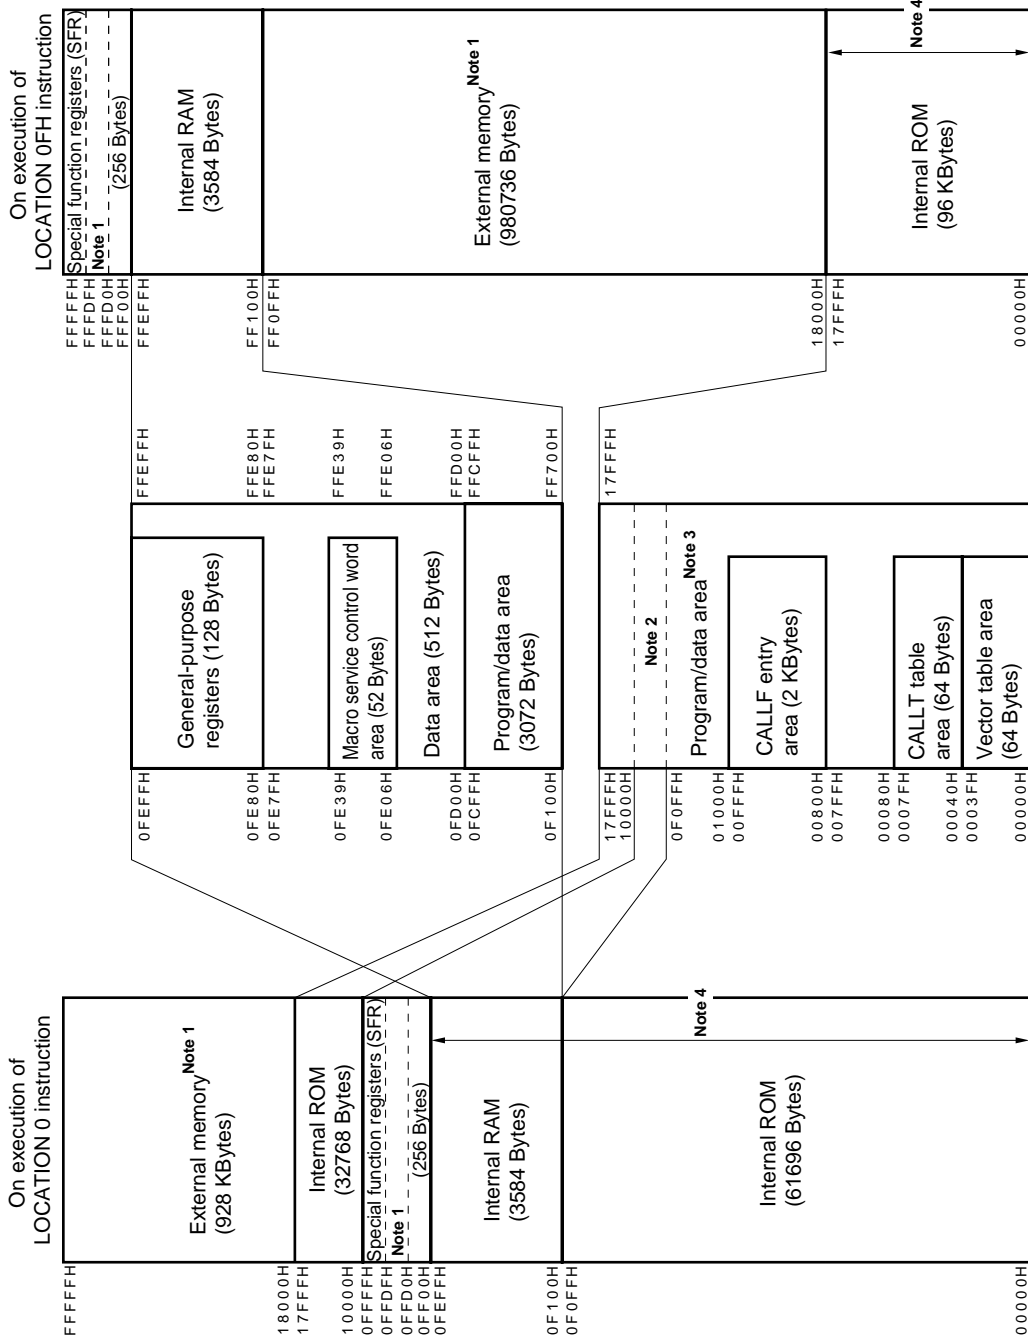 On execution of
LOCATION 0 instruction
FFFFFH
18000H
17FFFH
10000H
0FFFFH
0FFDFH
0FFD0H
0FF00H
0FEFFH
0F100H
0F0FFH
00000H
External memory Note 1
(928 KBytes)
Internal ROM
(32768 Bytes)
Special function registers (SFR)
Note 1
(256 Bytes)
Internal RAM
(3584 Bytes)
Internal ROM
(61696 Bytes)
Note 4
0FEFFH
0FE80H
0FE7FH
0FE39H
0FE06H
0FD00H
0FCFFH
0F100H
17FFFH
10000H
0F0FFH
01000H
00FFFH
00800H
007FFH
00080H
0007FH
00040H
0003FH
00000H
General-purpose
registers (128 Bytes)
Macro service control word
area (52 Bytes)
Data area (512 Bytes)
Program/data area
(3072 Bytes)
Note 2
Program/data area Note 3
CALLF entry
area (2 KBytes)
CALLT table
area (64 Bytes)
Vector table area
(64 Bytes)
FFEFFH
FFE80H
FFE7FH
FFE39H
FFE06H
FFD00H
FFCFFH
FF700H
17FFFH
On execution of
LOCATION 0FH instruction
FFFFFH
FFFDFH
FFFD0H
FFF00H
FFEFFH
FF100H
FF0FFH
18000H
17FFFH
00000H
Special function registers (SFR)
Note 1
(256 Bytes)
Internal RAM
(3584 Bytes)
External memory Note 1
(980736 Bytes)
Internal ROM
(96 KBytes)
Note 4